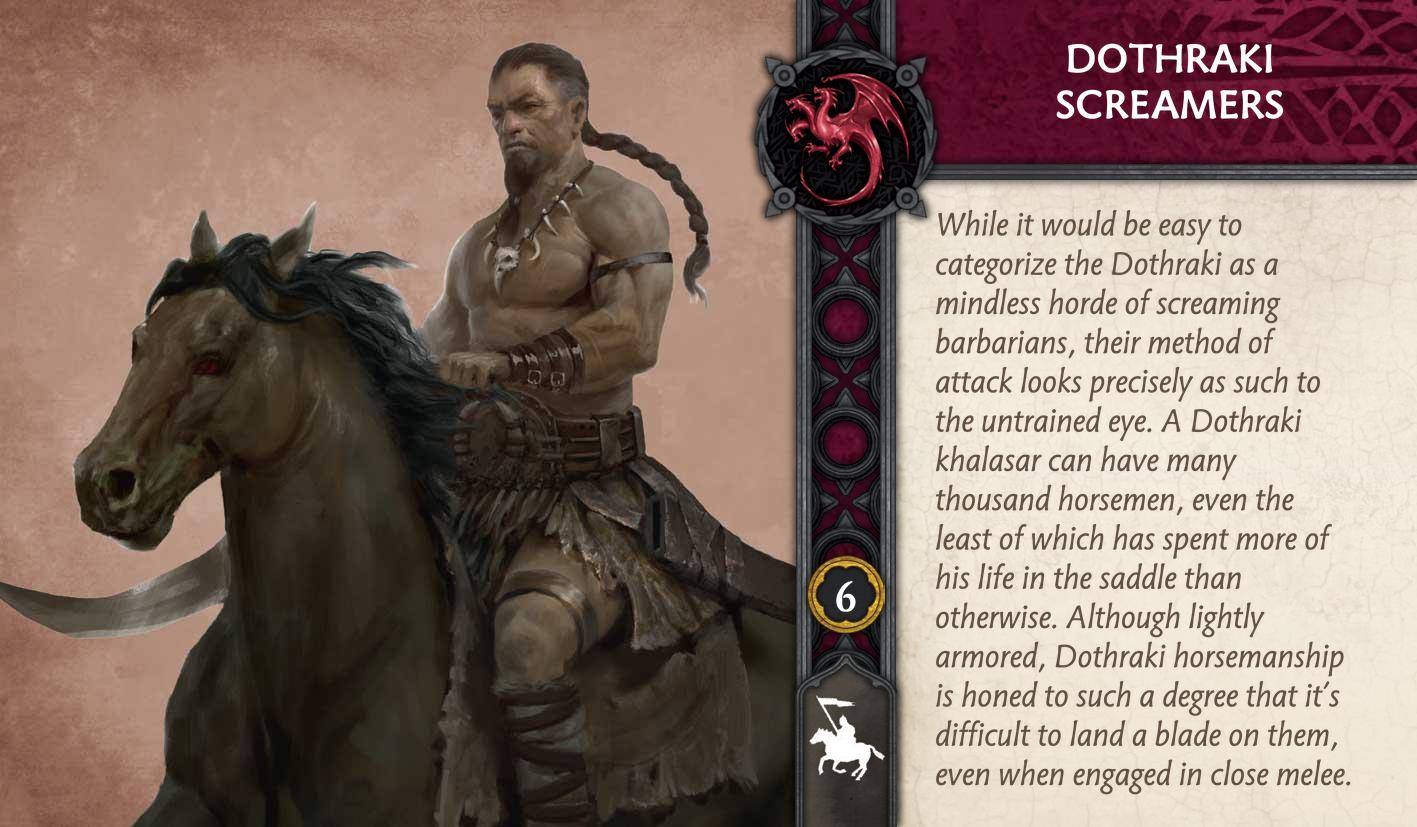 DOTHRAKI
SCREAMERS
While it would be easy to
categorize the Dothraki as a
mindless horde of screaming
barbarians, their method of
attack looks precisely as such to
the untrained eye. A Dothraki
khalasar can have many
thousand horsemen, even the
least of which has spent more of
his life in the saddle than
otherwise. Although lightly
armored, Dothraki horsemanship
is honed to such a degree that it's
difficult to land a blade on them,
even when engaged in close melee.
6